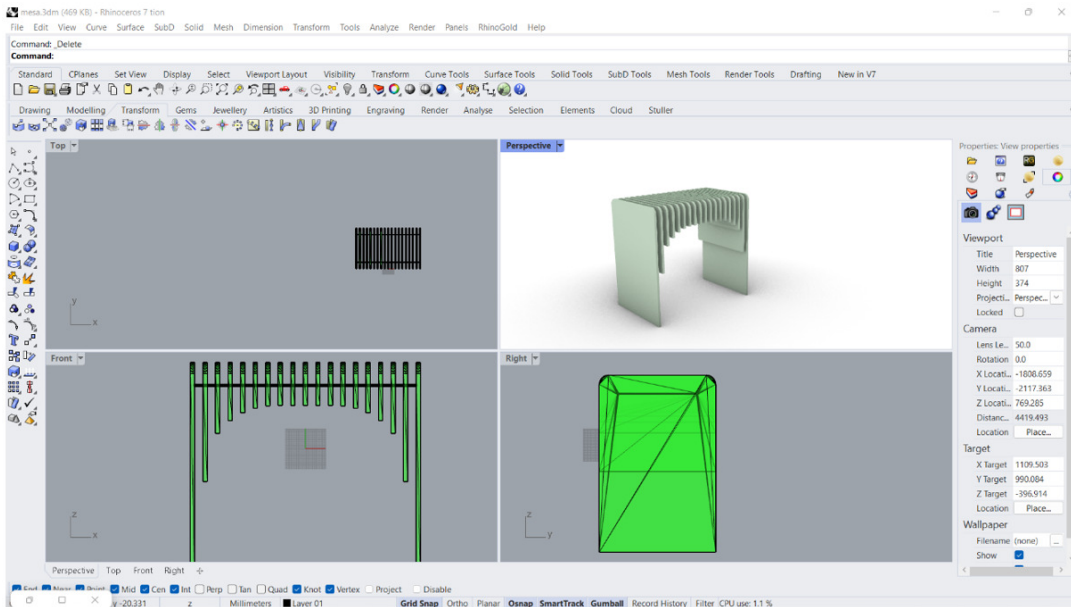 mesa.3dm (469 KB) - Rhinoceros 7 tion
File Edit View Curve Surface SubD Solid Mesh Dimension Transform Tools Analyze Render Panels RhinoGold Help
Command: _Delete
Command:
Standard CPlanes Set View Display Select Viewport Layout Visibility Transform Curve Tools Surface Tools Solid Tools SubD Tools Mesh Tools Render Tools Drafting New in V7
Drawing Modelling Transform Gems Jewellery Artistics 3D Printing Engraving Render Analyse Selection Elements Cloud Stuller
Top
Perspective
Properties: View properties
Viewport
Title Perspective
Width 807
Height 374
Projecti... Perspec...
Locked
Camera
Lens Le... 50.0
Rotation 0.0
X Locati... -1808.659
Y Locati... -2117.363
Z Locati... 769.285
Distanc... 4419.493
Location Place...
Target
X Target 1109.503
Y Target 990.084
Z Target -396.914
Location Place...
Wallpaper
Filename (none) ...
Show
y
x
Front
Right
z
x
z
y
Perspective Top Front Right
End Near Point Mid Cen Int Perp Tan Quad Knot Vertex Project Disable
y -20.331 z Millimeters Layer 01 Grid Snap Ortho Planar Osnap SmartTrack Gumball Record History Filter CPU use: 1.1 %